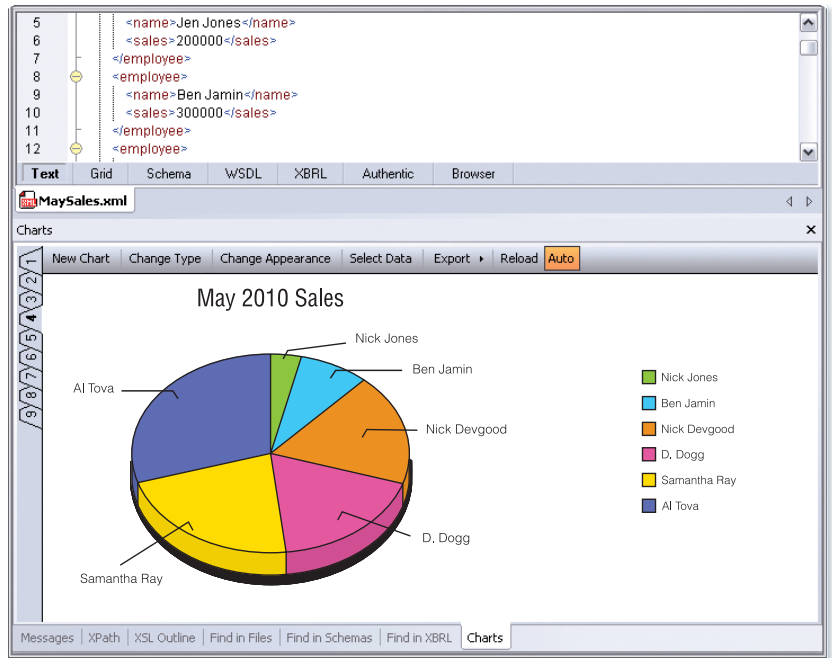 5 <name>Jen Jones</name>
6 <sales>200000</sales>
7 </employee>
8 <employee>
9 <name>Ben Jamin</name>
10 <sales>300000</sales>
11 </employee>
12 <employee>
Text Grid Schema WSDL XBRL Authentic Browser
MaySales.xml
Charts
New Chart Change Type Change Appearance Select Data Export Reload Auto
1
2
3
4
5
6
7
8
9
May 2010 Sales
Nick Jones
Ben Jamin
Al Tova
Nick Devgood
D. Dogg
Samantha Ray
Nick Jones
Ben Jamin
Nick Devgood
D. Dogg
Samantha Ray
Al Tova
Messages XPath XSL Outline Find in Files Find in Schemas Find in XBRL Charts